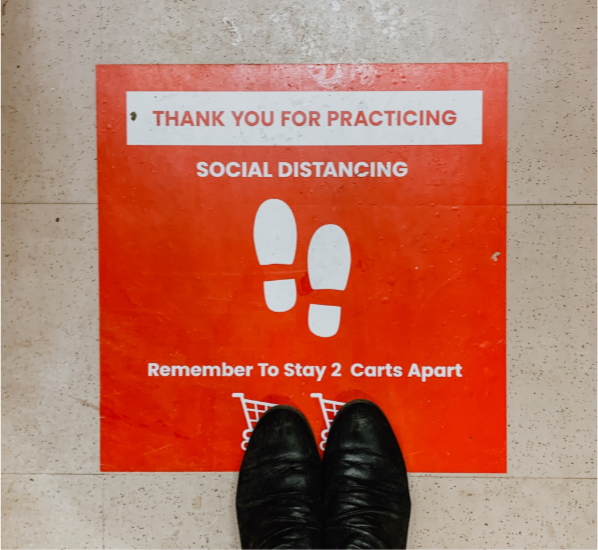 THANK YOU FOR PRACTICING
SOCIAL DISTANCING
Remember To Stay 2 Carts Apart